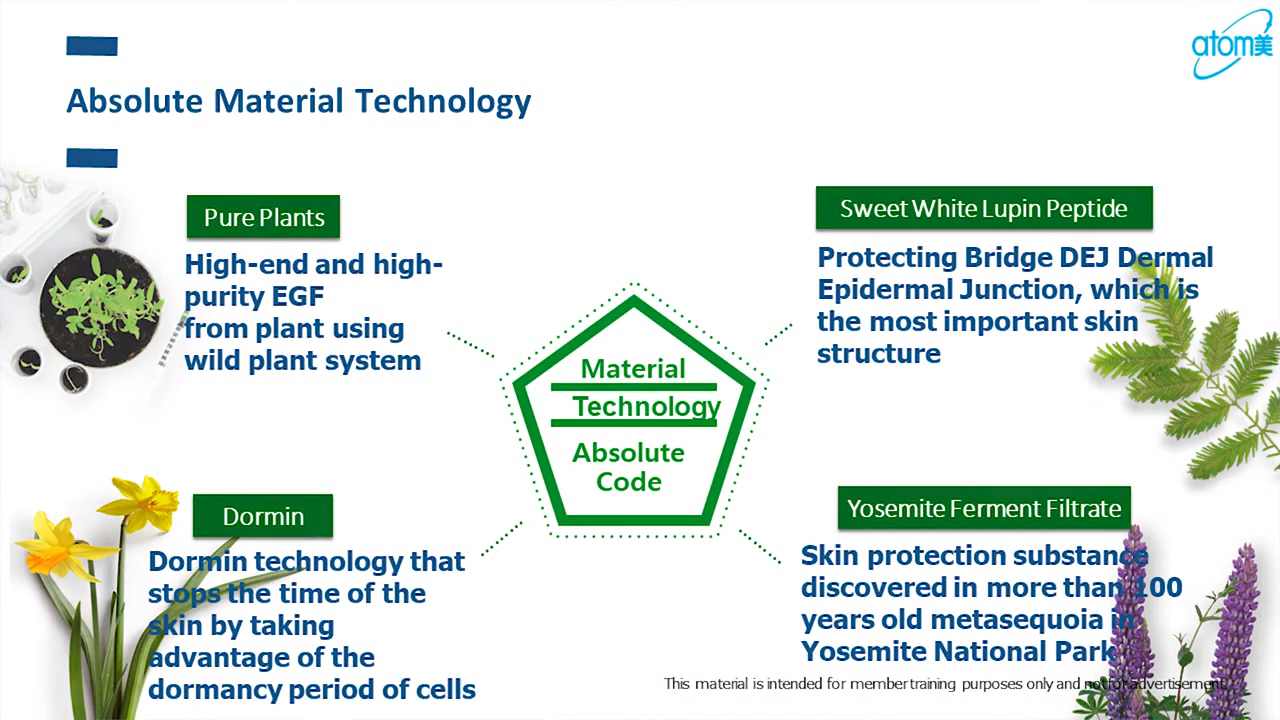 atom美
Absolute Material Technology
Pure Plants
High-end and high-
purity EGF
from plant using
wild plant system
Sweet White Lupin Peptide
Protecting Bridge DEJ Dermal
Epidermal Junction, which is
the most important skin
structure
Material
Technology
Absolute
Code
Dormin
Dormin technology that
stops the time of the
skin by taking
advantage of the
dormancy period of cells
Yosemite Ferment Filtrate
Skin protection substance
discovered in more than 100
years old metasequoia in
Yosemite National Park
This material is intended for member training purposes only and not for advertisement.